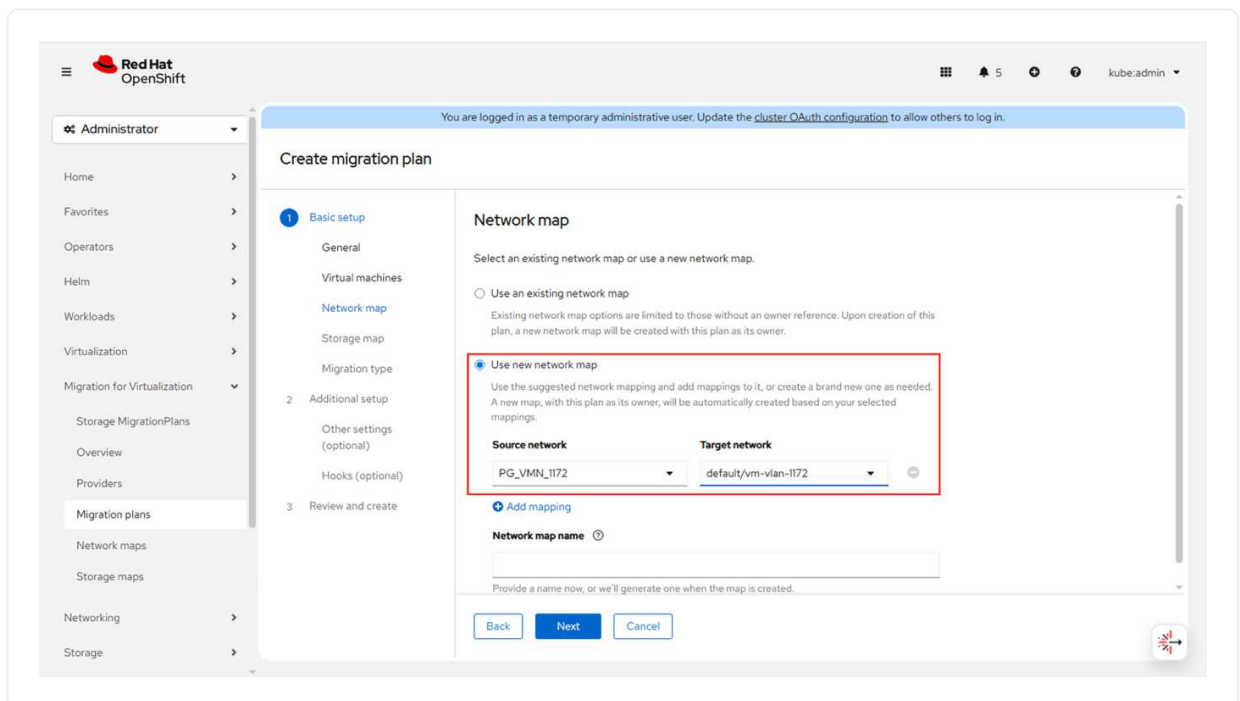 Red Hat
OpenShift
5
kube:admin
Administrator
Home
Favorites
Operators
Helm
Workloads
Virtualization
Migration for Virtualization
Storage MigrationPlans
Overview
Providers
Migration plans
Network maps
Storage maps
Networking
Storage
You are logged in as a temporary administrative user. Update the cluster OAuth configuration to allow others to log in.
Create migration plan
1 Basic setup
General
Virtual machines
Network map
Storage map
Migration type
2 Additional setup
Other settings
(optional)
Hooks (optional)
3 Review and create
Network map
Select an existing network map or use a new network map.
Use an existing network map
Existing network map options are limited to those without an owner reference. Upon creation of this
plan, a new network map will be created with this plan as its owner.
Use new network map
Use the suggested network mapping and add mappings to it, or create a brand new one as needed.
A new map, with this plan as its owner, will be automatically created based on your selected
mappings.
Source network Target network
PG_VMN_1172 default/vm-vlan-1172
Add mapping
Network map name
Provide a name now, or we'll generate one when the map is created.
Back Next Cancel